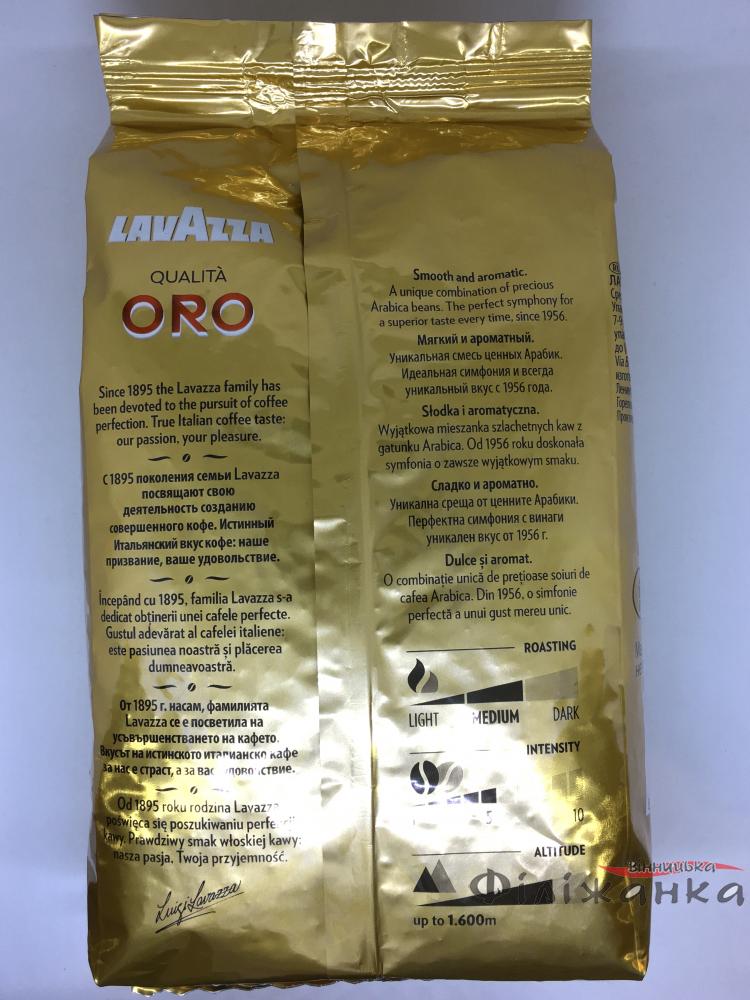 LAVAZZA
QUALITÀ
ORO
Since 1895 the Lavazza family has
been devoted to the pursuit of coffee
perfection. True Italian coffee taste:
our passion, your pleasure.
С 1895 поколения семьи Lavazza
посвящают свою
деятельность созданию
совершенного кофе. Истинный
Итальянский вкус кофе: наше
призвание, ваше удовольствие.
Începând cu 1895, familia Lavazza s-a
dedicat obținerii unei cafele perfecte.
Gustul adevărat al cafelei italiene:
este pasiunea noastră și plăcerea
dumneavoastră.
От 1895 г. насам, фамилията
Lavazza се е посветила на
усъвършенстването на кафето.
Вкусът на истинското италианско кафе
за нас е страст, а за вас удоволствие.
Od 1895 roku rodzina Lavazza
poświęca się poszukiwaniu perfekcji
kawy. Prawdziwy smak włoskiej kawy:
nasza pasja, Twoja przyjemność.
Luigi Lavazza
Smooth and aromatic.
A unique combination of precious
Arabica beans. The perfect symphony for
a superior taste every time, since 1956.
Мягкий и ароматный.
Уникальная смесь ценных Арабик.
Идеальная симфония и всегда
уникальный вкус с 1956 года.
Słodka i aromatyczna.
Wyjątkowa mieszanka szlachetnych kaw z
gatunku Arabica. Od 1956 roku doskonała
symfonia o zawsze wyjątkowym smaku.
Сладко и ароматно.
Уникална среща от ценните Арабики.
Перфектна симфония с винаги
уникален вкус от 1956 г.
Dulce și aromat.
O combinație unică de prețioase soiuri de
cafea Arabica. Din 1956, o simfonie
perfectă a unui gust mereu unic.
ROASTING
LIGHT MEDIUM DARK
INTENSITY
5 10
ALTITUDE
up to 1.600m
Вінницька
Філіжанка